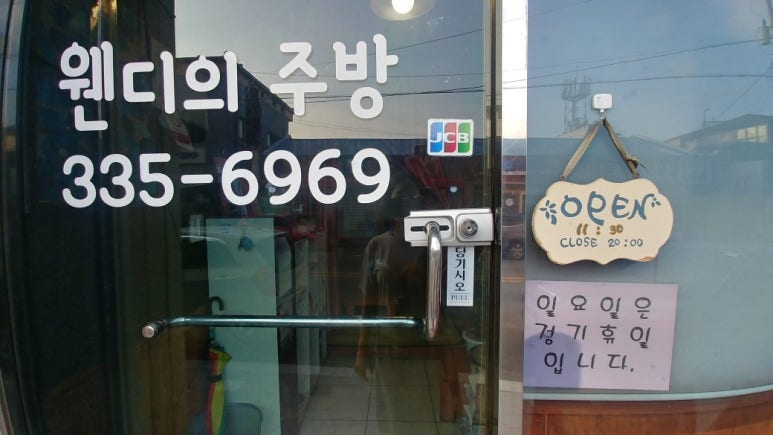 웬디의 주방
335-6969
JCB
당기시오
PULL
OPEN
11:30
CLOSE 20:00
일요일은
경기휴일
입니다.